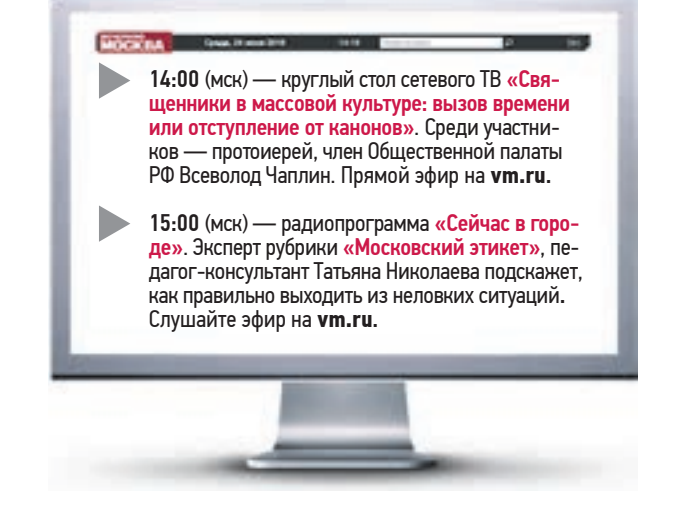 МОСКВА
14:00 (мск) — круглый стол сетевого ТВ «Свя-
щенники в массовой культуре: вызов времени
или отступление от канонов». Среди участни-
ков — протоиерей, член Общественной палаты
РФ Всеволод Чаплин. Прямой эфир на vm.ru.
15:00 (мск) — радиопрограмма «Сейчас в горо-
де». Эксперт рубрики «Московский этикет», пе-
дагог-консультант Татьяна Николаева подскажет,
как правильно выходить из неловких ситуаций.
Слушайте эфир на vm.ru.